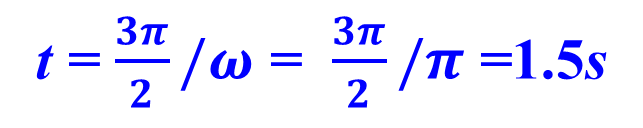 t = 3π/2 /ω = 3π/2 /π =1.5s